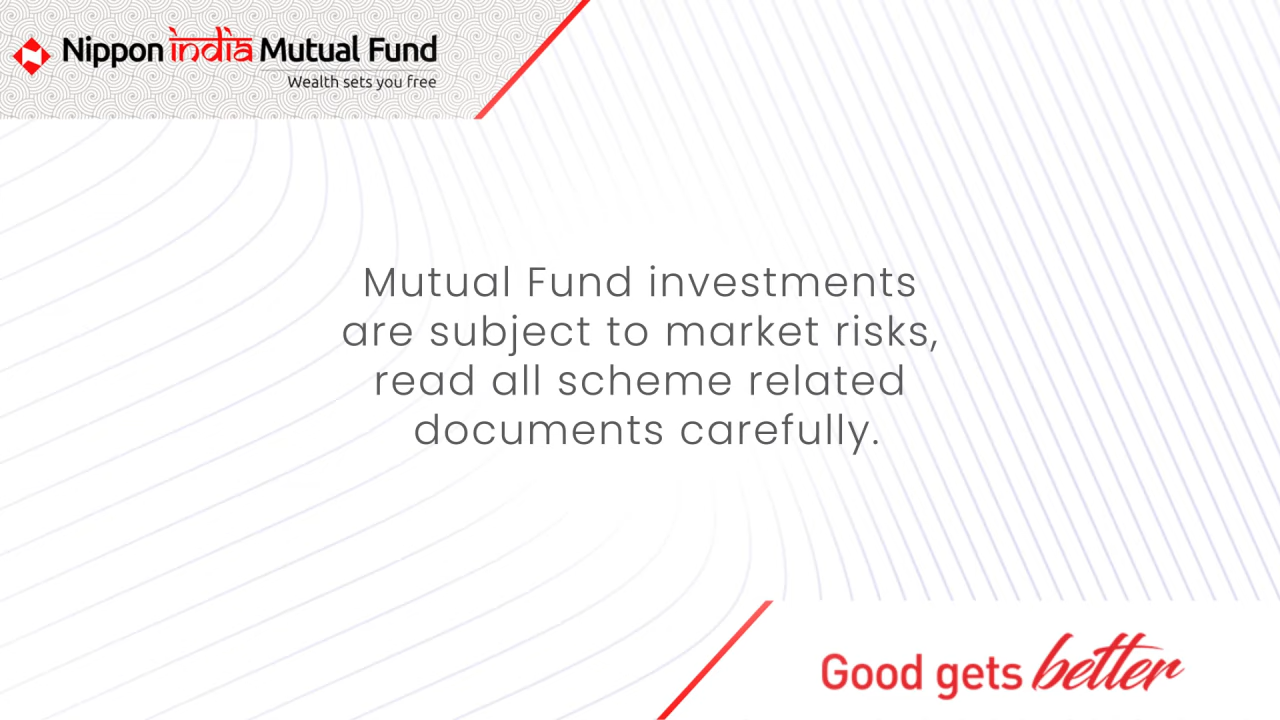 Nippon india Mutual Fund
Wealth sets you free
Mutual Fund investments
are subject to market risks,
read all scheme related
documents carefully.
Good gets better